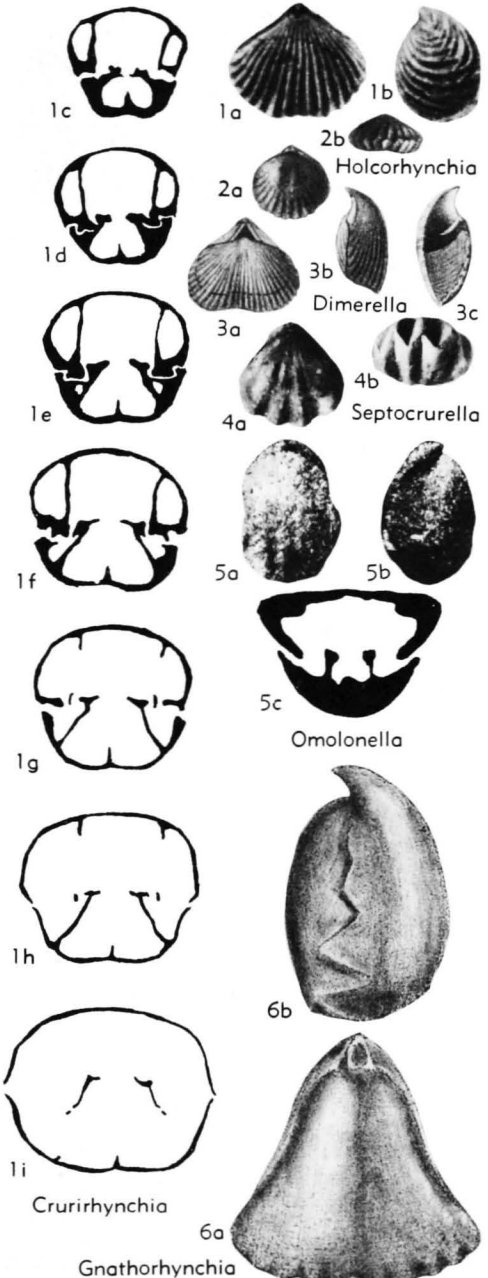 1c
1a
1b
2b
Holcorhynchia
2a
1d
3b
3c
Dimerella
3a
4b
1e
4a
Septocrurella
1f
5a
5b
5c
Omolonella
1g
1h
6b
1i
Crurirhynchia
6a
Gnathorhynchia